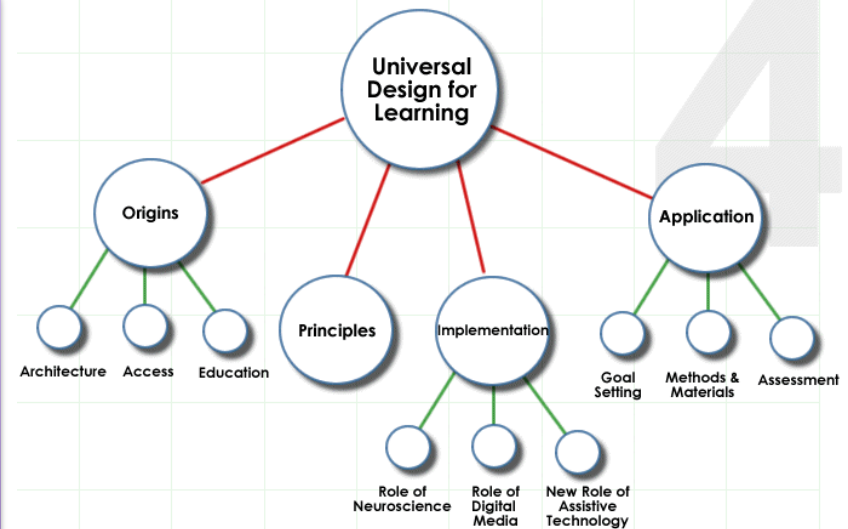 4
Universal
Design for
Learning
Origins
Application
Principles
Implementation
Architecture
Access
Education
Goal
Setting
Methods &
Materials
Assessment
Role of
Neuroscience
Role of
Digital
Media
New Role of
Assistive
Technology